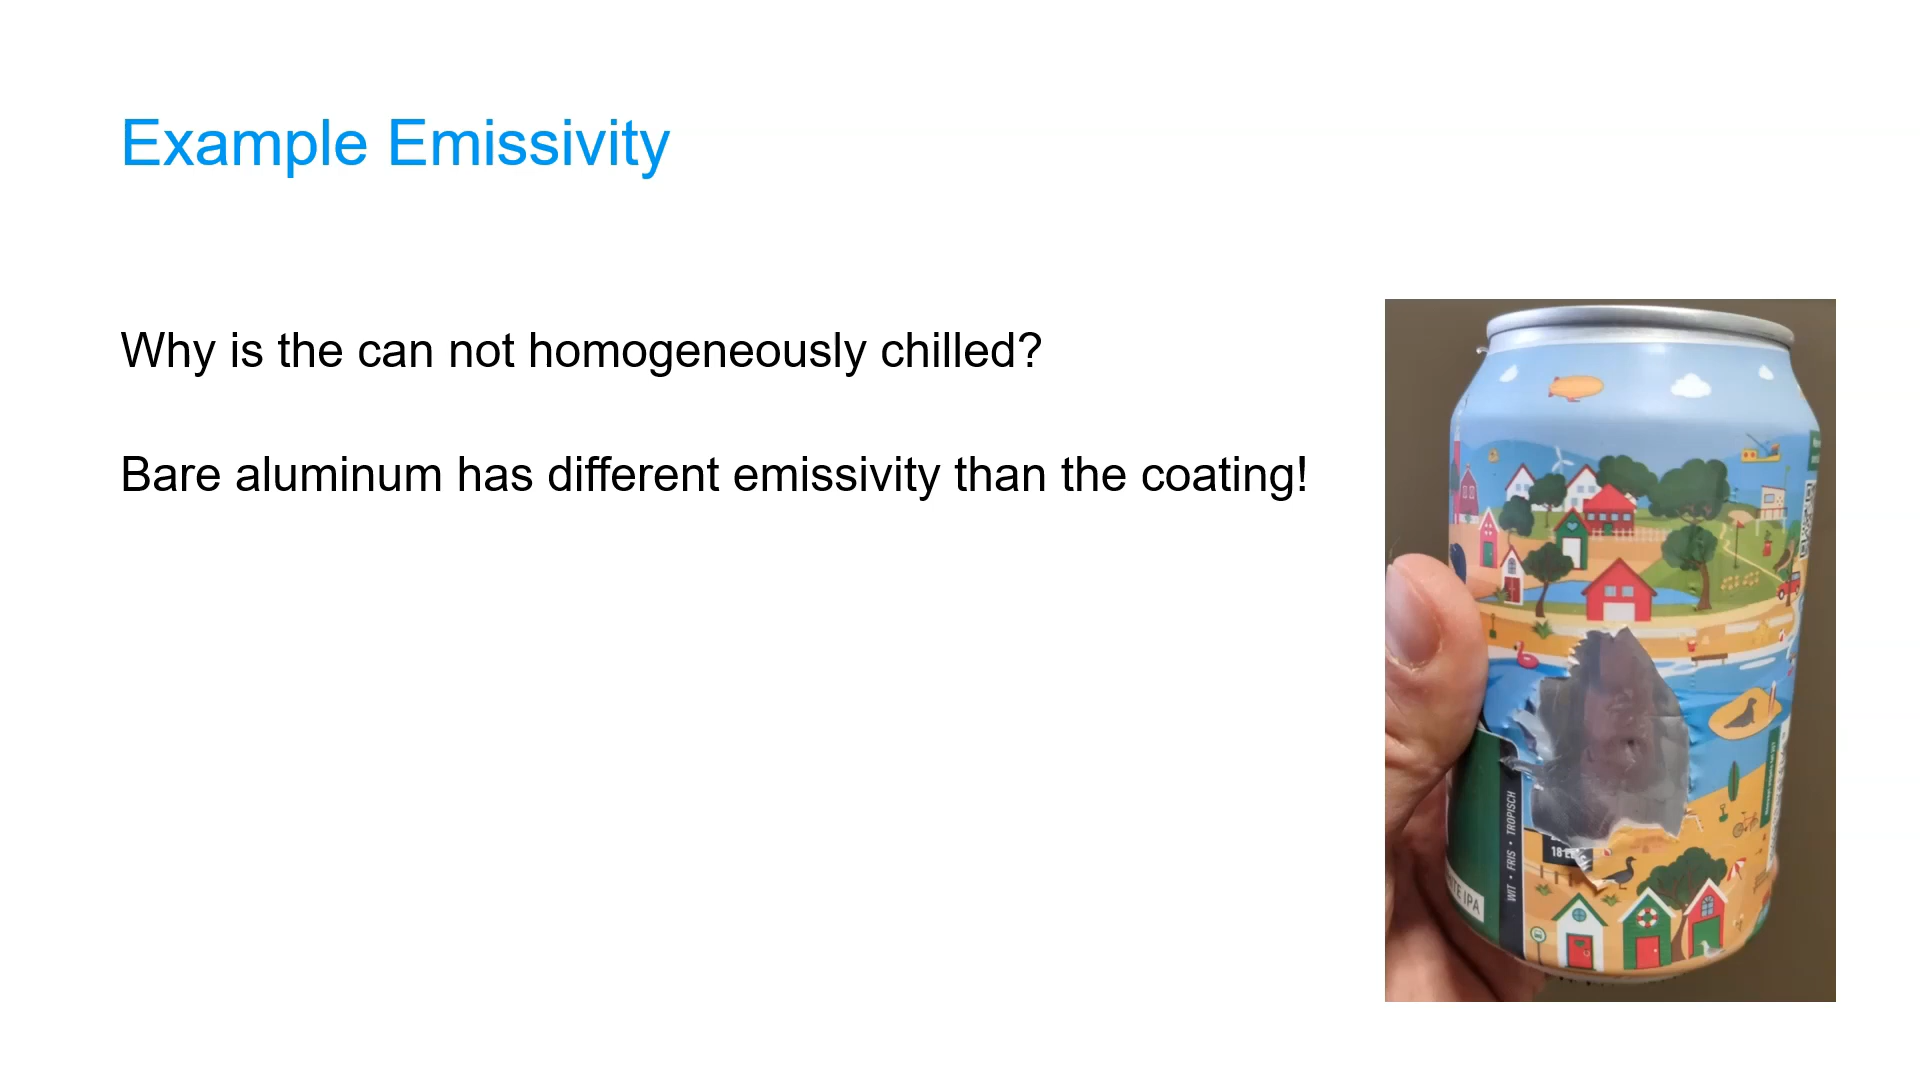 Example Emissivity
Why is the can not homogeneously chilled?
Bare aluminum has different emissivity than the coating!
WIT • FRIS • TROPISCH
18
IPA